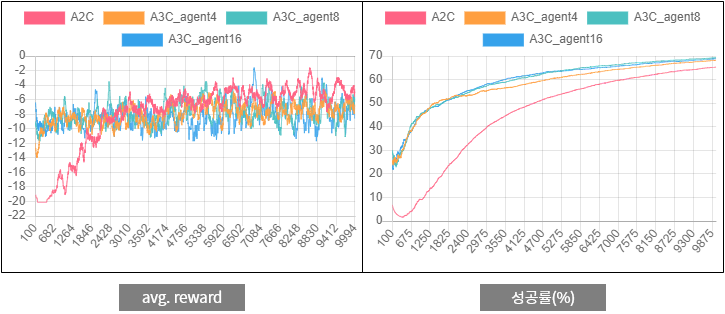 A2C A3C_agent4 A3C_agent8
A3C_agent16
0
-2
-4
-6
-8
-10
-12
-14
-16
-18
-20
-22
100 682 1264 1846 2428 3010 3592 4174 4756 5338 5920 6502 7084 7666 8248 8830 9412 9994
avg. reward
A2C A3C_agent4 A3C_agent8
A3C_agent16
70
60
50
40
30
20
10
0
100 675 1250 1825 2400 2975 3550 4125 4700 5275 5850 6425 7000 7575 8150 8725 9300 9875
성공률(%)